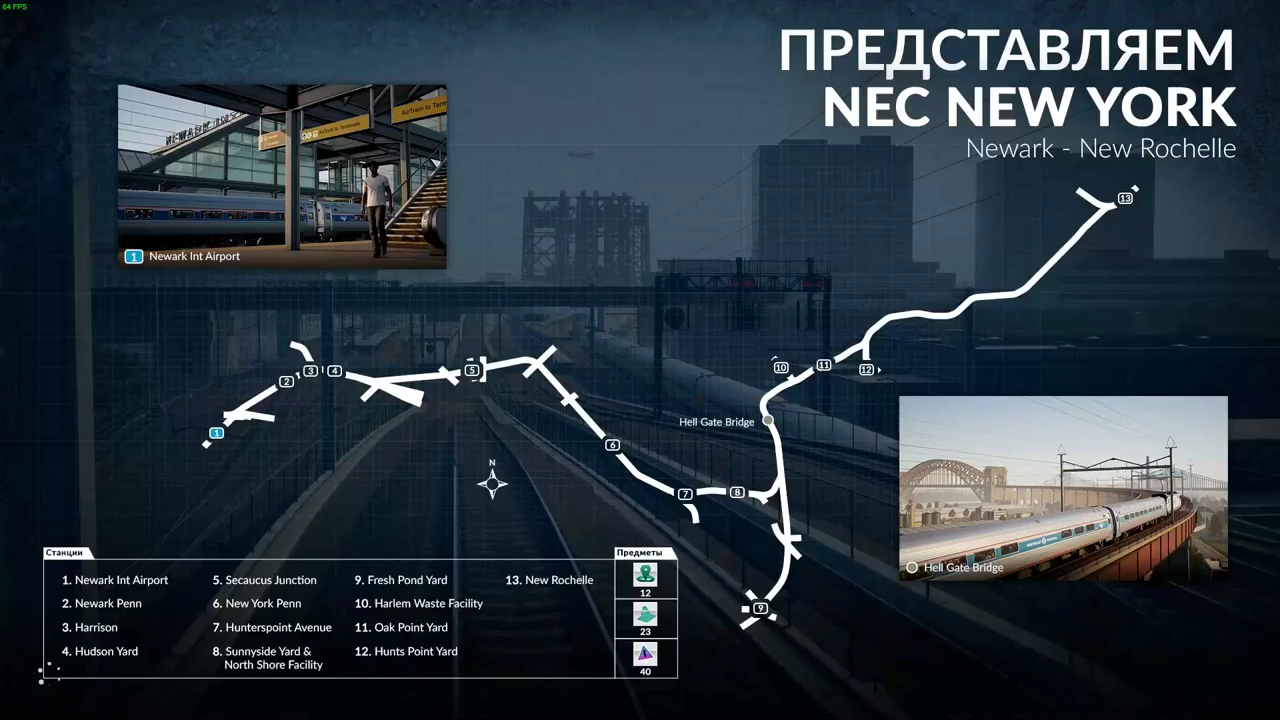 64 FPS
ПРЕДСТАВЛЯЕМ
NEC NEW YORK
Newark - New Rochelle
AirTrain to Terminals
1 Newark Int Airport
13
10
11
12
3
4
5
2
1
Hell Gate Bridge
6
N
7
8
9
Hell Gate Bridge
Станции
1. Newark Int Airport
2. Newark Penn
3. Harrison
4. Hudson Yard
5. Secaucus Junction
6. New York Penn
7. Hunterspoint Avenue
8. Sunnyside Yard &
North Shore Facility
9. Fresh Pond Yard
10. Harlem Waste Facility
11. Oak Point Yard
12. Hunts Point Yard
13. New Rochelle
Предметы
12
23
40